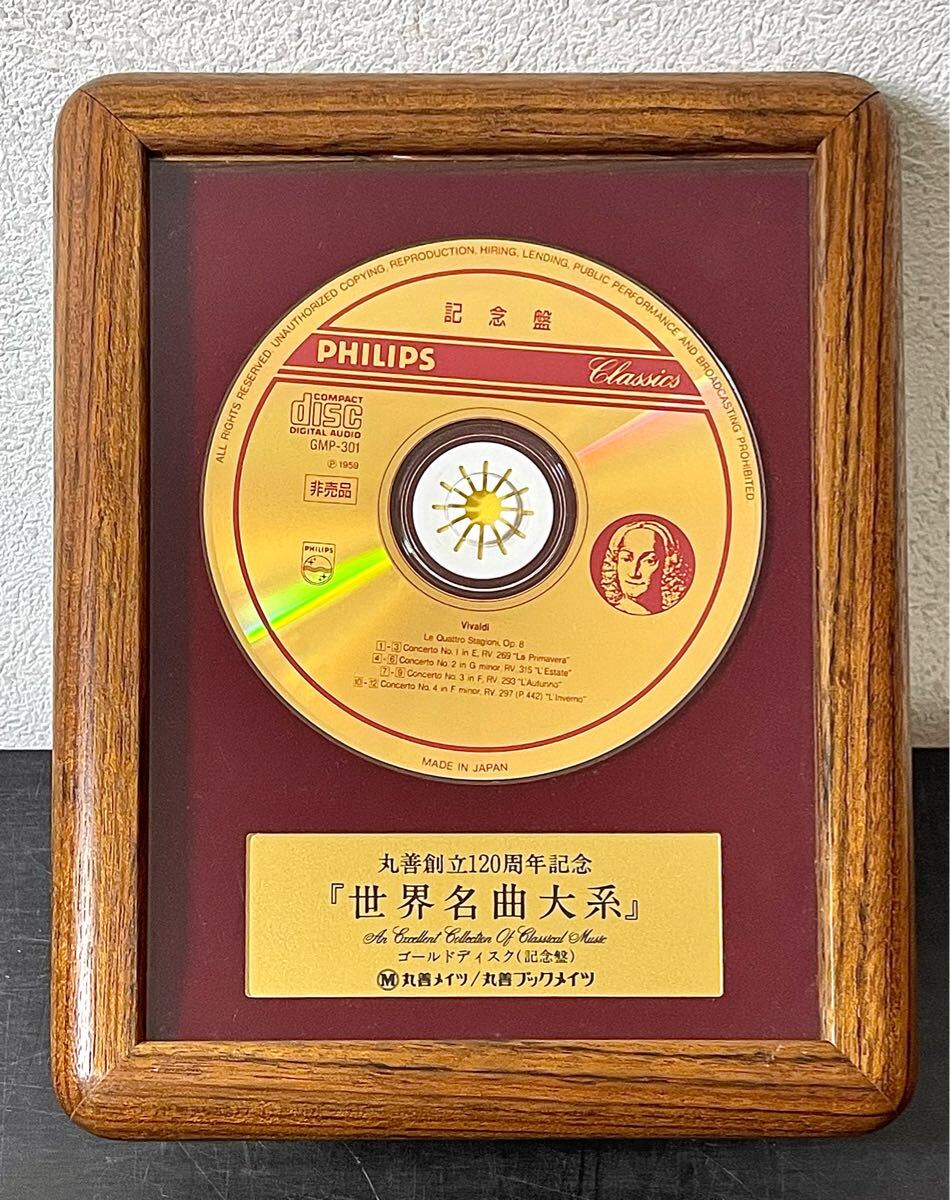 ALL RIGHTS RESERVED. UNAUTHORIZED COPYING, REPRODUCTION, HIRING, LENDING, PUBLIC PERFORMANCE AND BROADCASTING PROHIBITED
記念盤
PHILIPS
Classics
COMPACT
disc
DIGITAL AUDIO
GMP-301
Ⓟ1959
非売品
PHILIPS
Vivaldi
Le Quattro Stagioni, Op. 8
1-3 Concerto No. 1 in E, RV. 269 "La Primavera"
4-6 Concerto No. 2 in G minor, RV. 315 "L'Estate"
7-9 Concerto No. 3 in F, RV. 293 "L'Autunno"
10-12 Concerto No. 4 in F minor, RV. 297 (P. 442) "L'Inverno"
MADE IN JAPAN
丸善創立120周年記念
『世界名曲大系』
An Excellent Collection Of Classical Music
ゴールドディスク(記念盤)
M 丸善メイツ/丸善ブックメイツ